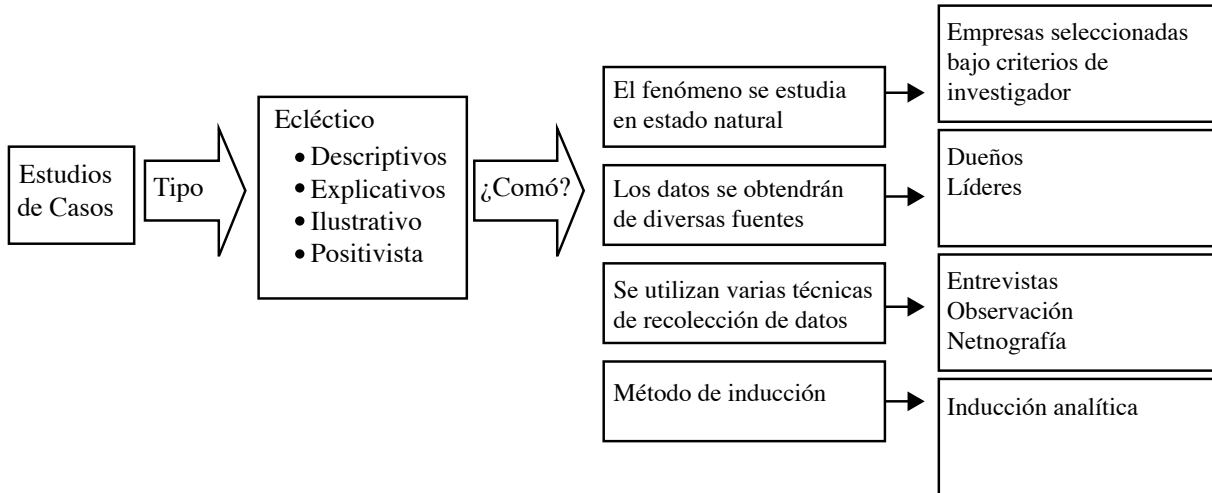 Estudios
de Casos
Tipo
Ecléctico
• Descriptivos
• Explicativos
• Ilustrativo
• Positivista
¿Comó?
El fenómeno se estudia
en estado natural
Empresas seleccionadas
bajo criterios de
investigador
Los datos se obtendrán
de diversas fuentes
Dueños
Líderes
Se utilizan varias técnicas
de recolección de datos
Entrevistas
Observación
Netnografía
Método de inducción
Inducción analítica